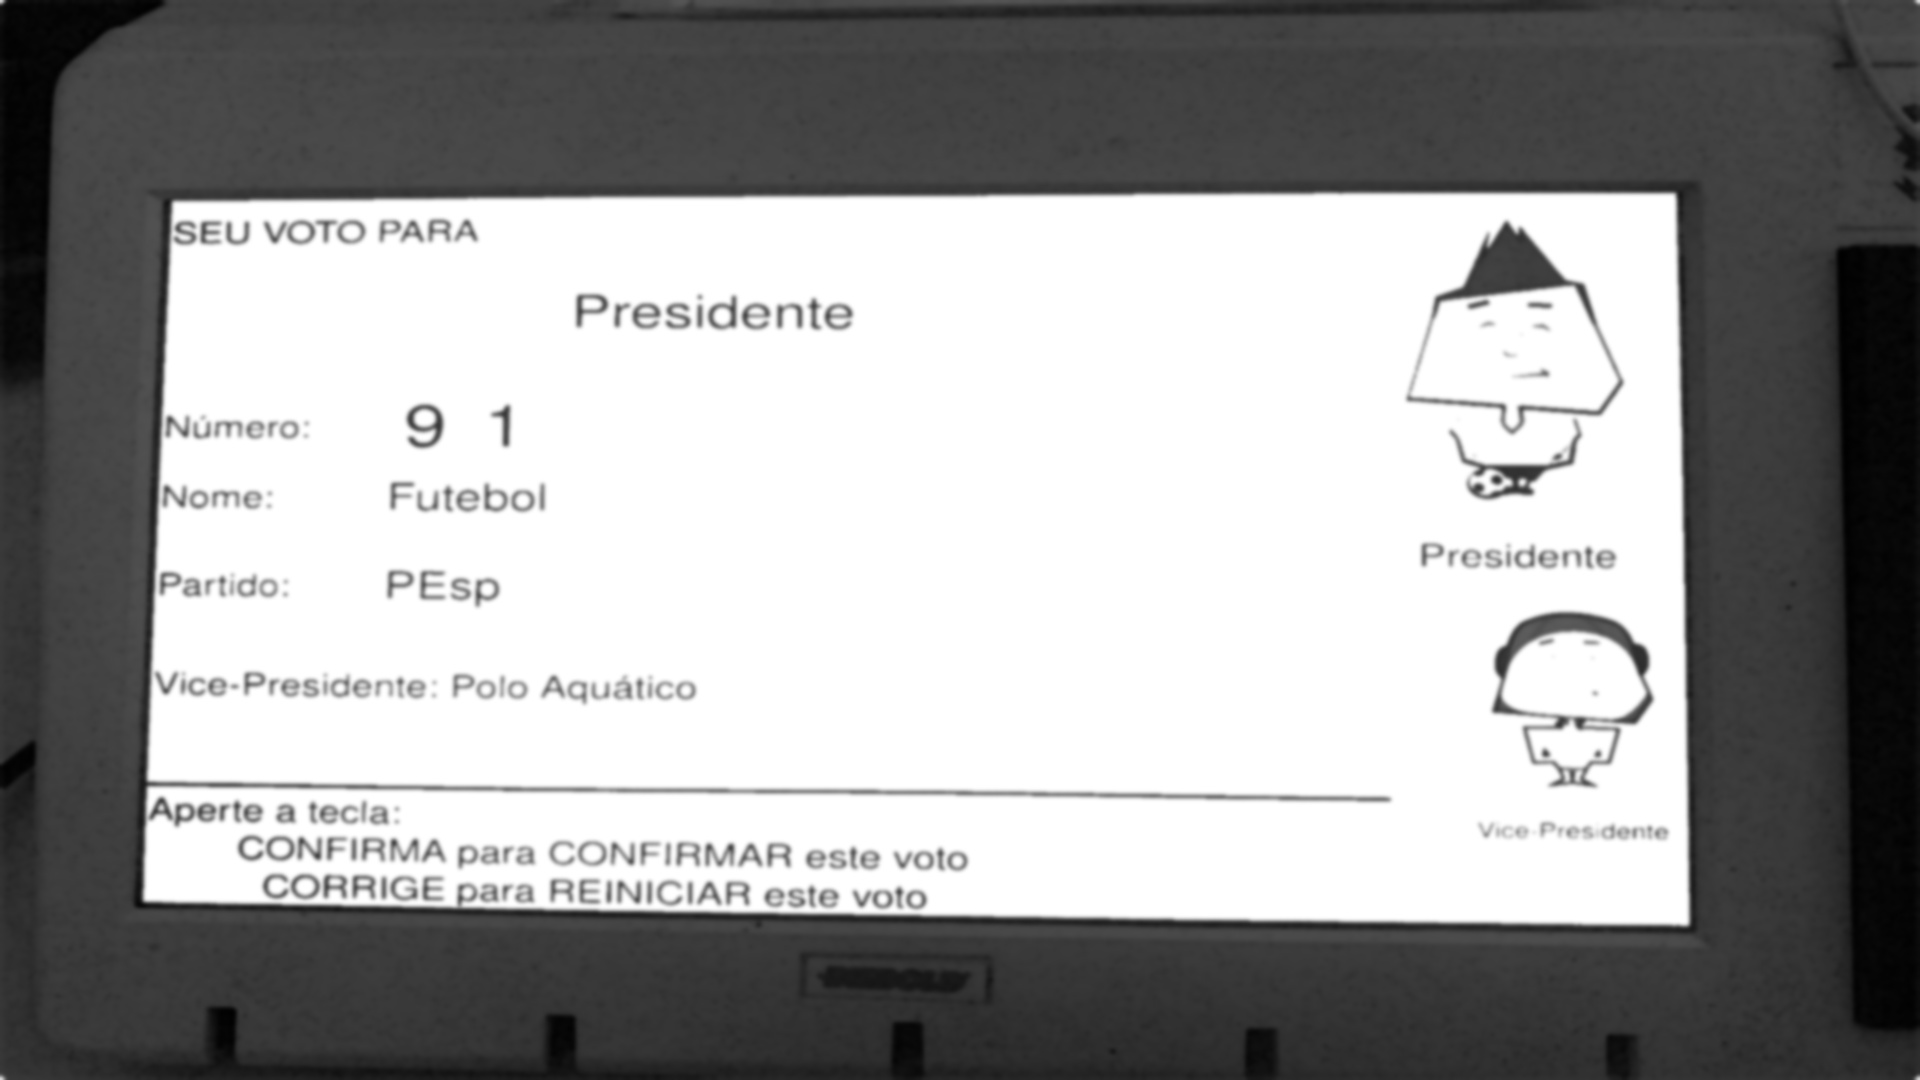 SEU VOTO PARA
Presidente
Número: 9 1
Nome: Futebol
Partido: PEsp
Vice-Presidente: Polo Aquático
Presidente
Vice-Presidente
Aperte a tecla:
CONFIRMA para CONFIRMAR este voto
CORRIGE para REINICIAR este voto